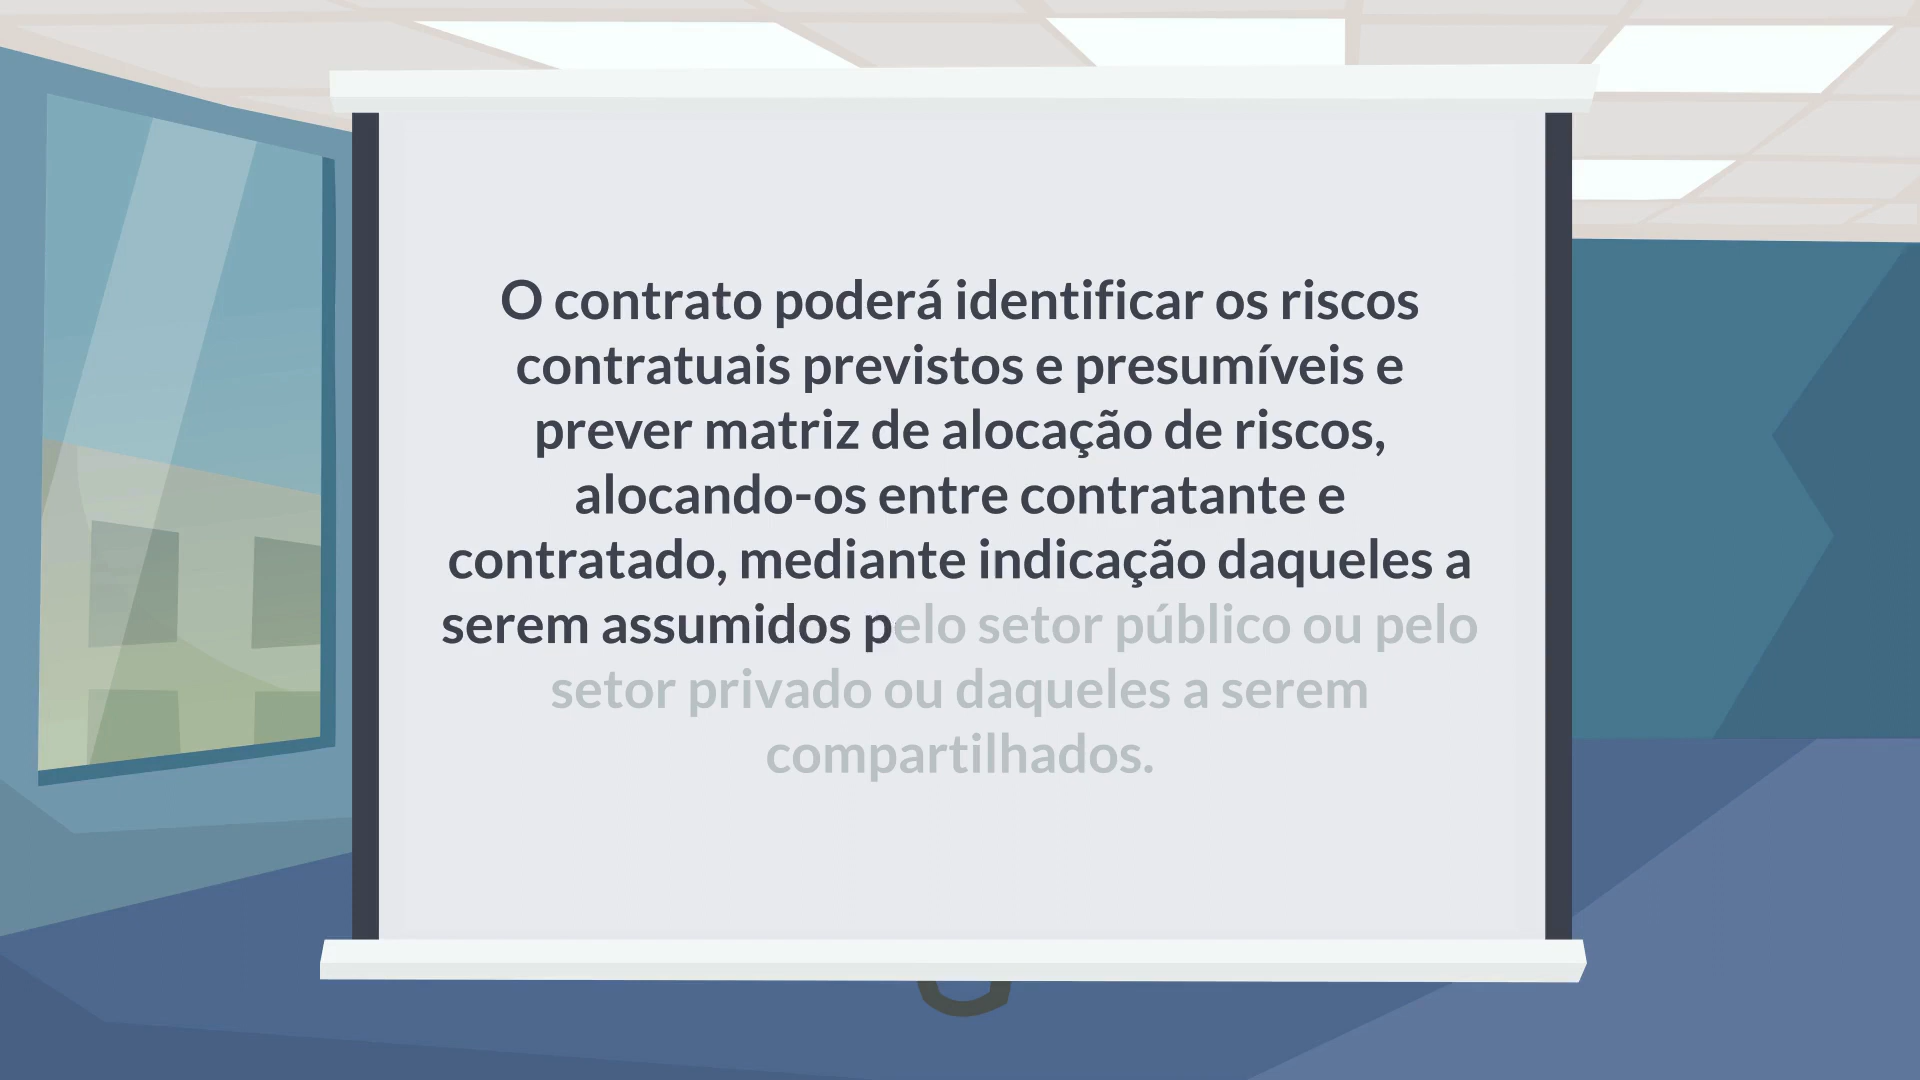 O contrato poderá identificar os riscos
contratuais previstos e presumíveis e
prever matriz de alocação de riscos,
alocando-os entre contratante e
contratado, mediante indicação daqueles a
serem assumidos pelo setor público ou pelo
setor privado ou daqueles a serem
compartilhados.